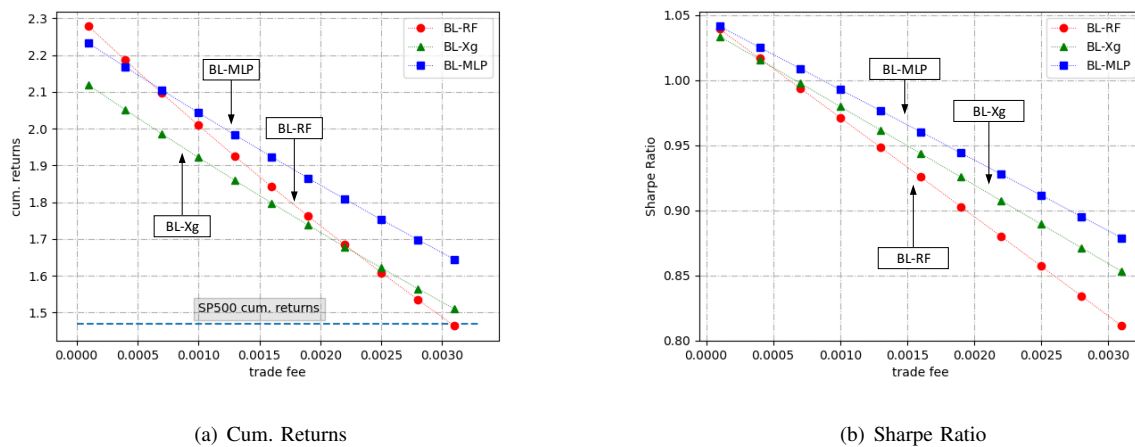 2.3
2.2
2.1
2.0
1.9
1.8
1.7
1.6
1.5
cum. returns
BL-RF
BL-Xg
BL-MLP
BL-MLP
BL-RF
BL-Xg
SP500 cum. returns
0.0000 0.0005 0.0010 0.0015 0.0020 0.0025 0.0030
trade fee
(a) Cum. Returns
1.05
1.00
0.95
0.90
0.85
0.80
Sharpe Ratio
BL-RF
BL-Xg
BL-MLP
BL-MLP
BL-Xg
BL-RF
0.0000 0.0005 0.0010 0.0015 0.0020 0.0025 0.0030
trade fee
(b) Sharpe Ratio